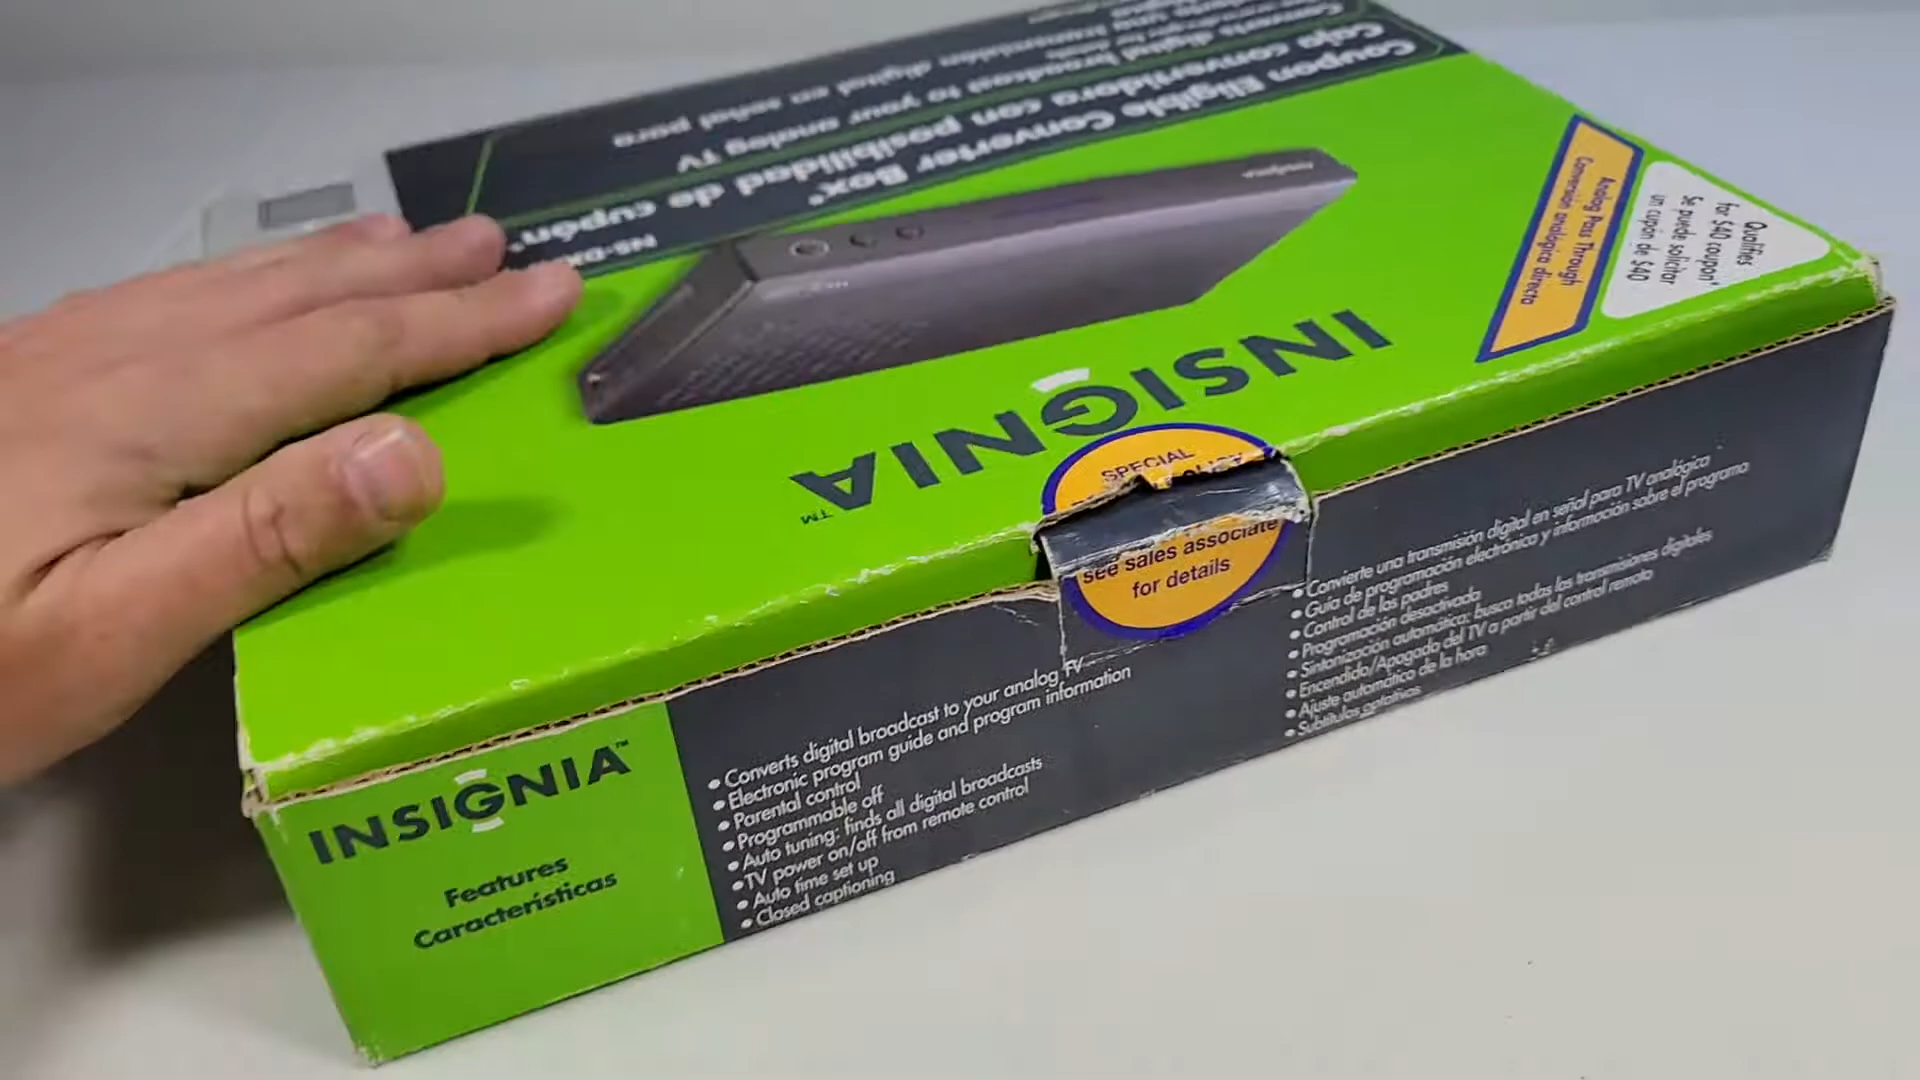 Coupon Eligible Converter Box*
Caja convertidora con posibilidad de cupón*
Converts digital broadcast to your analog TV
transmisión digital en señal para
Analog Pass Through
Conversión analógica directa
Qualifies
for $40 coupon*
Se puede solicitar
un cupón de $40
INSIGNIA™
SPECIAL
see sales associate
for details
INSIGNIA™
Features
Características
• Converts digital broadcast to your analog TV
• Electronic program guide and program information
• Parental control
• Programmable off
• Auto tuning: finds all digital broadcasts
• TV power on/off from remote control
• Auto time set up
• Closed captioning
• Convierte una transmisión digital en señal para TV analógica
• Guía de programación electrónica y información sobre el programa
• Control de los padres
• Programación desactivada
• Sintonización automática: busca todas las transmisiones digitales
• Encendido/Apagado del TV a partir del control remoto
• Ajuste automático de la hora
• Subtítulos optativos